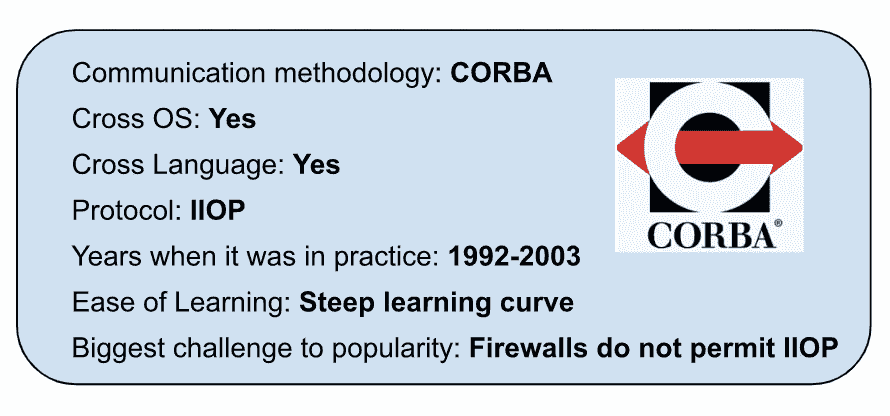 Communication methodology: CORBA
Cross OS: Yes
Cross Language: Yes
Protocol: IIOP
Years when it was in practice: 1992-2003
Ease of Learning: Steep learning curve
Biggest challenge to popularity: Firewalls do not permit IIOP
CORBA®